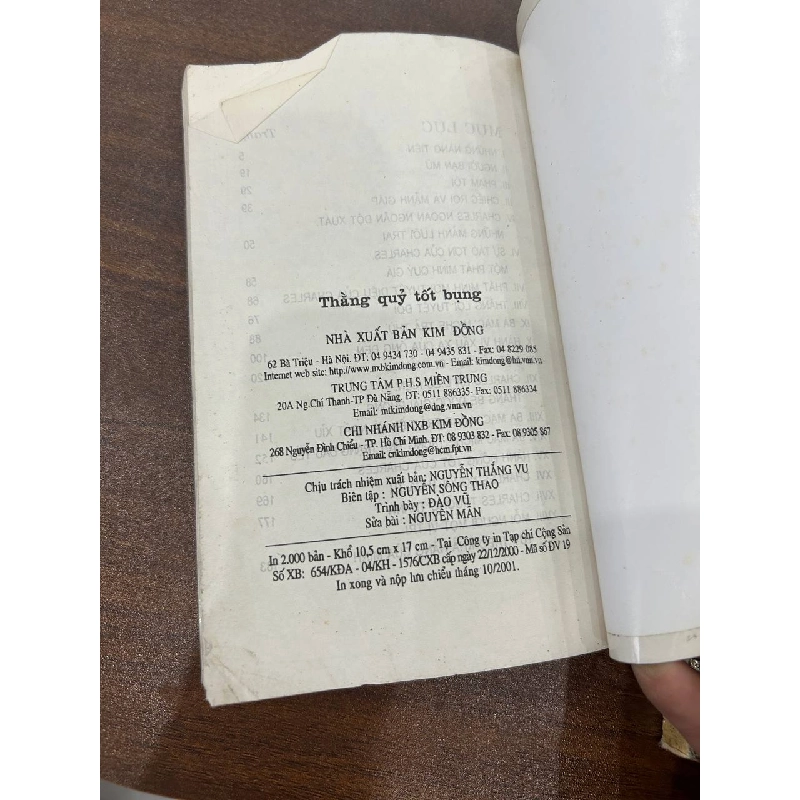 Thằng quỷ tốt bụng
NHÀ XUẤT BẢN KIM ĐỒNG
62 Bà Triệu - Hà Nội. ĐT: 04 9434 730 - 04 9435 831 - Fax: 04 8229 085
Internet web site: http://www.nxbkimdong.com.vn - Email: kimdong@hn.vnn.vn
TRUNG TÂM P.H.S MIỀN TRUNG
20A Ng.Chí Thanh-TP Đà Nẵng. ĐT: 0511 886335- Fax: 0511 886334
Email: mtkimdong@dng.vnn.vn
CHI NHÁNH NXB KIM ĐỒNG
268 Nguyễn Đình Chiểu - TP. Hồ Chí Minh. ĐT: 08 9303 832 - Fax: 08 9305 867
Email: cnkimdong@hcm.fpt.vn
Chịu trách nhiệm xuất bản: NGUYỄN THẮNG VU
Biên tập : NGUYỄN SÔNG THAO
Trình bày : ĐÀO VŨ
Sửa bài : NGUYÊN MÂN
In 2.000 bản - Khổ 10,5 cm x 17 cm - Tại Công ty in Tạp chí Cộng Sản
Số XB: 654/KĐA - 04/KH - 1576/CXB cấp ngày 22/12/2000 - Mã số ĐV 19
In xong và nộp lưu chiểu tháng 10/2001.